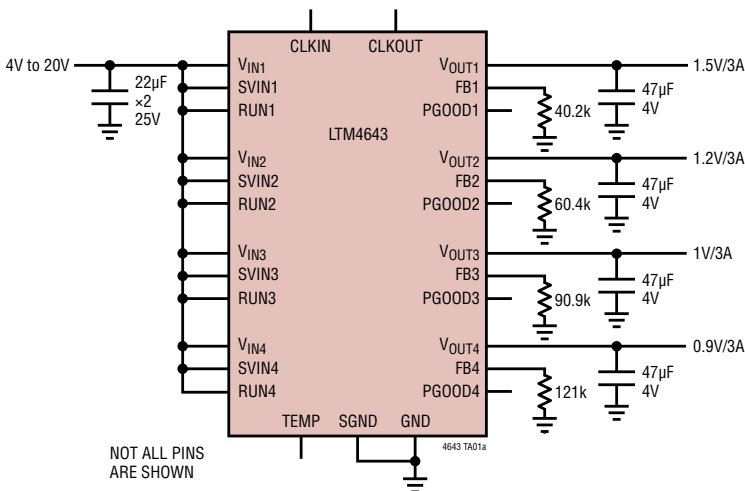 CLKIN CLKOUT
4V to 20V
22µF
×2
25V
VIN1
SVIN1
RUN1
VIN2
SVIN2
RUN2
VIN3
SVIN3
RUN3
VIN4
SVIN4
RUN4
LTM4643
VOUT1
FB1
PGOOD1
VOUT2
FB2
PGOOD2
VOUT3
FB3
PGOOD3
VOUT4
FB4
PGOOD4
1.5V/3A
40.2k
47µF
4V
1.2V/3A
60.4k
47µF
4V
1V/3A
90.9k
47µF
4V
0.9V/3A
121k
47µF
4V
TEMP SGND GND
4643 TA01a
NOT ALL PINS
ARE SHOWN